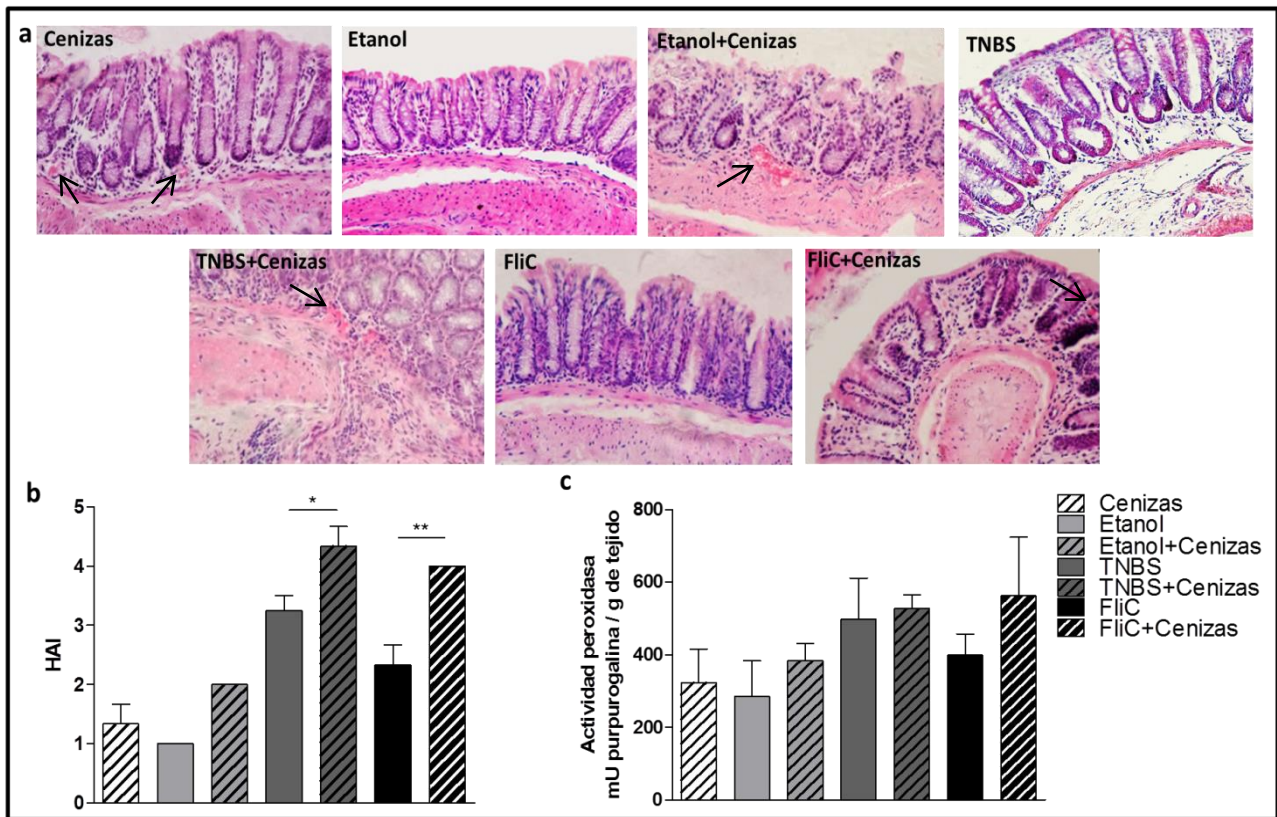 a
Cenizas
Etanol
Etanol+Cenizas
TNBS
TNBS+Cenizas
FliC
FliC+Cenizas
b
HAI
5
4
3
2
1
0
*
**
c
Actividad peroxidasa
mU purpurogalina / g de tejido
800
600
400
200
0
Cenizas
Etanol
Etanol+Cenizas
TNBS
TNBS+Cenizas
FliC
FliC+Cenizas